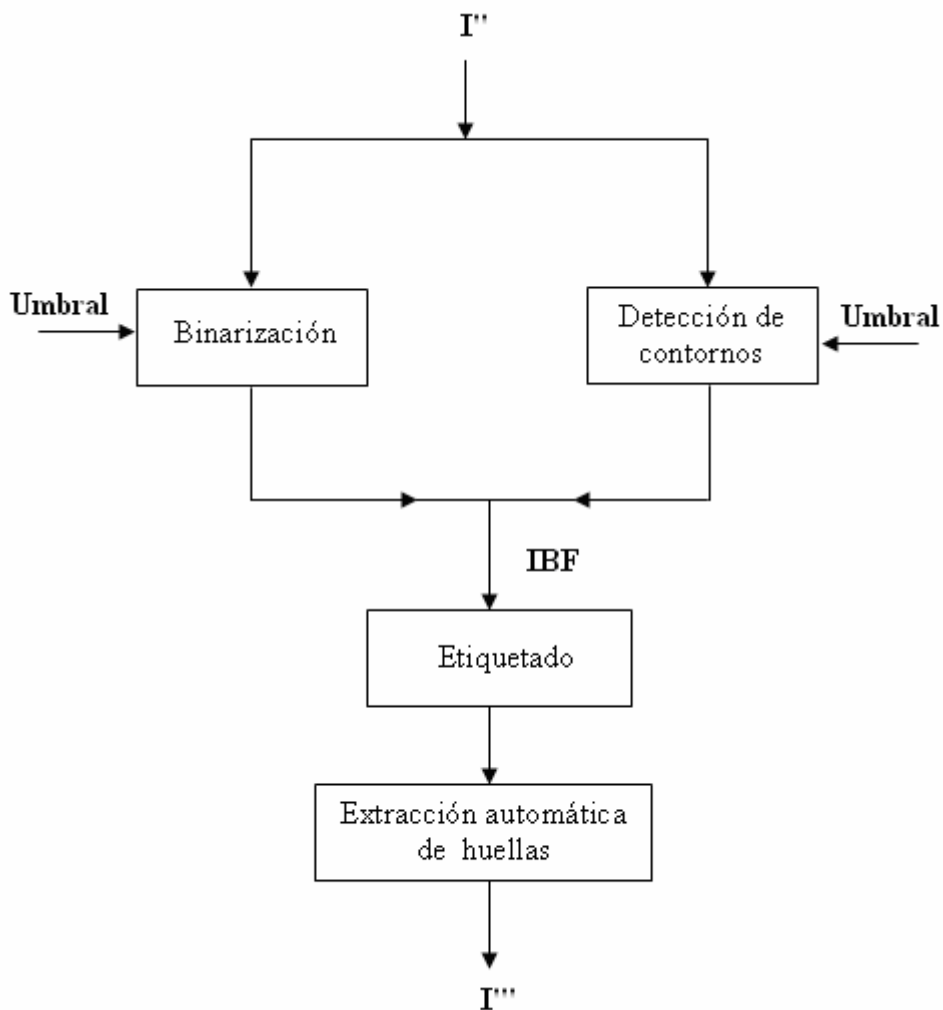 I''
Umbral
Binarización
Detección de
contornos
Umbral
IBF
Etiquetado
Extracción automática
de huellas
I'''